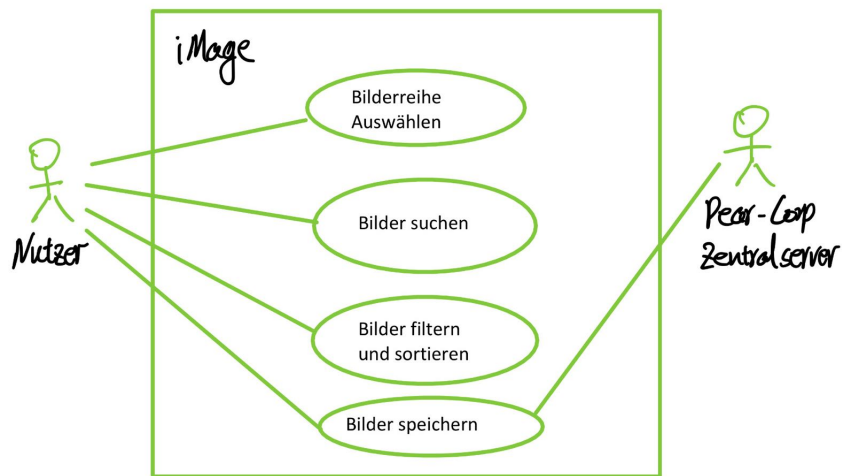 iMage
Bilderreihe
Auswählen
Bilder suchen
Nutzer
Pear-Corp
Zentralserver
Bilder filtern
und sortieren
Bilder speichern